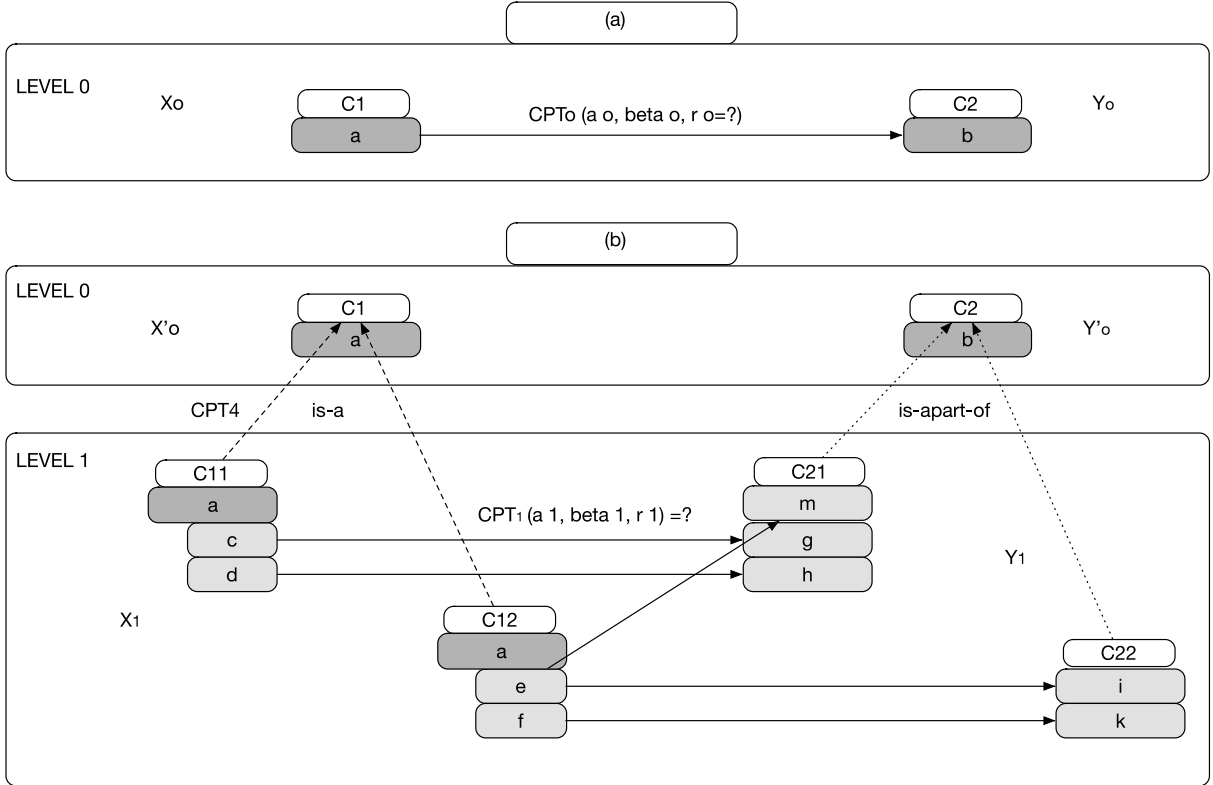 (a)
LEVEL 0
Xo
C1
CPTo (a o, beta o, r o=?)
C2
Yo
a
b
(b)
LEVEL 0
X'o
C1
C2
Y'o
a
b
CPT4
is-a
is-apart-of
LEVEL 1
C11
C21
a
m
CPT1 (a 1, beta 1, r 1) =?
c
g
Y1
d
h
X1
C12
a
C22
e
i
f
k